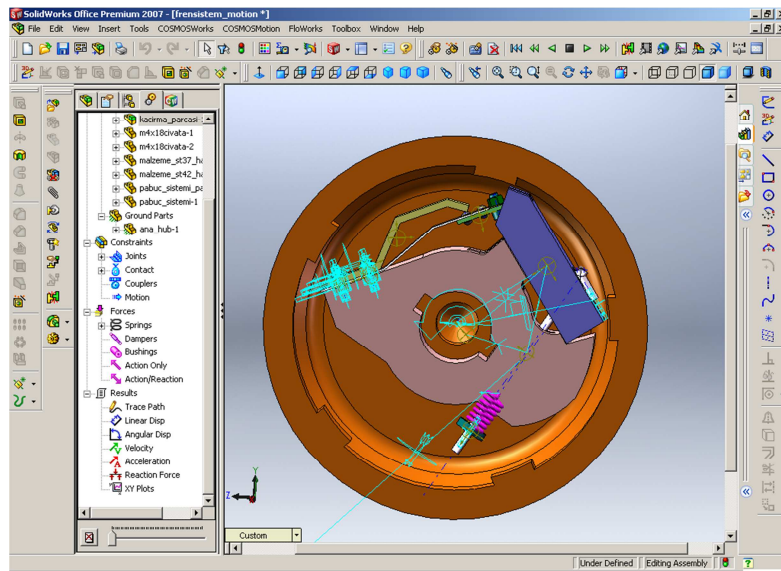 SolidWorks Office Premium 2007 - [frensistem_motion *]
File Edit View Insert Tools COSMOSWorks COSMOSMotion FloWorks Toolbox Window Help
kacirma_parcasi-
m4x18civata-1
m4x18civata-2
malzeme_st37_ha
malzeme_st42_ha
pabuc_sistemi_pa
pabuc_sistemi-1
Ground Parts
ana_hub-1
Constraints
Joints
Contact
Couplers
Motion
Forces
Springs
Dampers
Bushings
Action Only
Action/Reaction
Results
Trace Path
Linear Disp
Angular Disp
Velocity
Acceleration
Reaction Force
XY Plots
Y
Z
Custom
Under Defined Editing Assembly